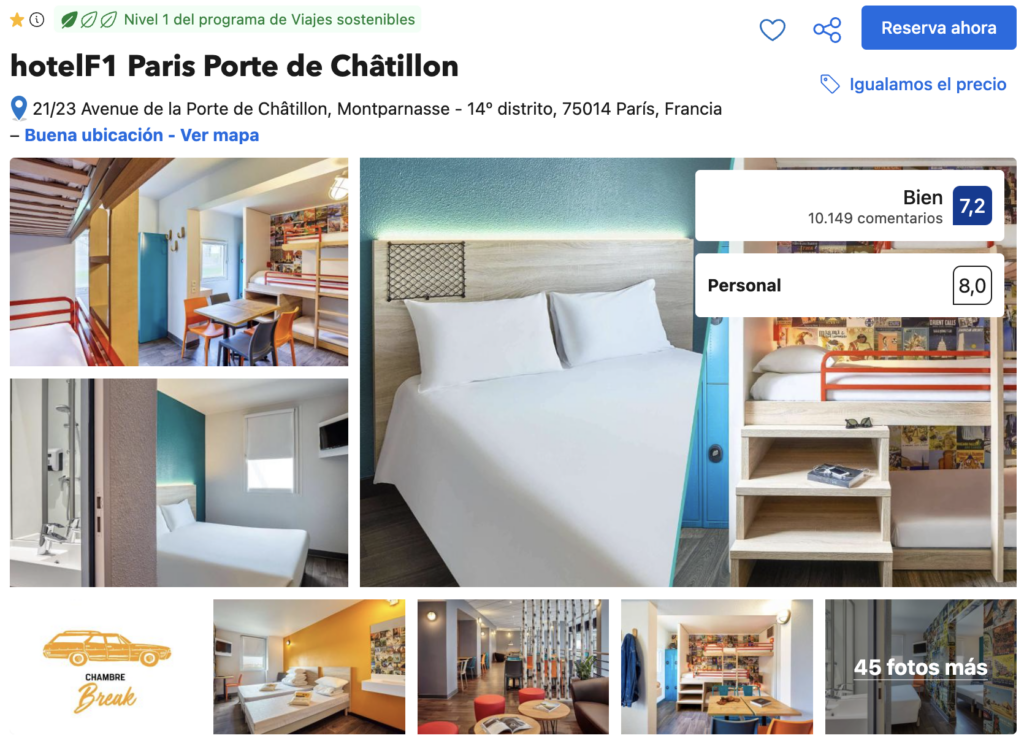 Nivel 1 del programa de Viajes sostenibles
Reserva ahora
hotelF1 Paris Porte de Châtillon
Igualamos el precio
21/23 Avenue de la Porte de Châtillon, Montparnasse - 14º distrito, 75014 París, Francia
– Buena ubicación - Ver mapa
Bien
10.149 comentarios
7,2
Personal
8,0
CHAMBRE
Break
45 fotos más